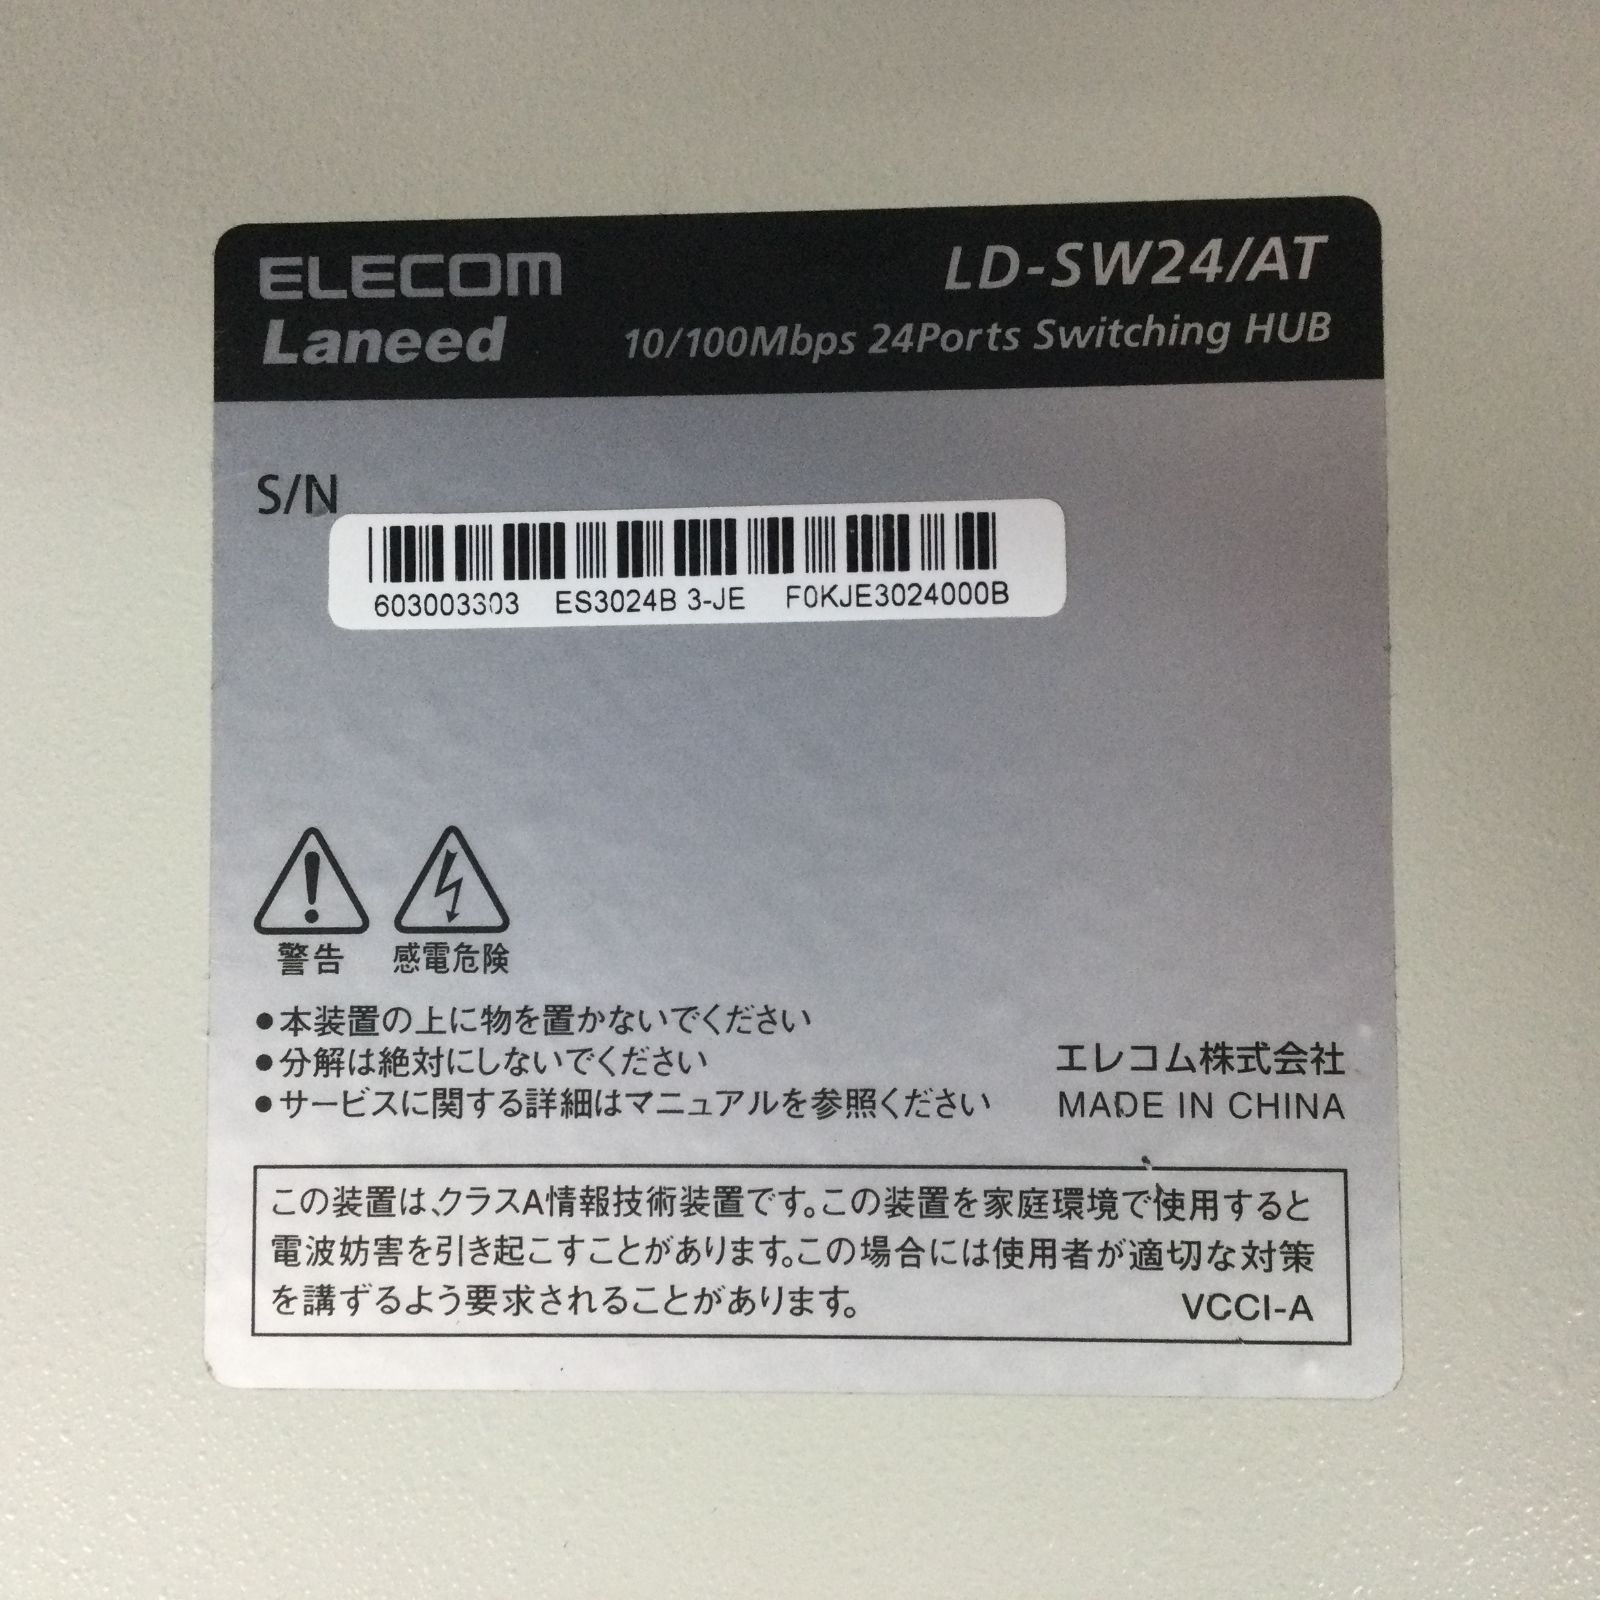 ELECOM
LD-SW24/AT
Laneed
10/100Mbps 24Ports Switching HUB
S/N
603003303 ES3024B 3-JE F0KJE3024000B
警告 感電危険
●本装置の上に物を置かないでください
●分解は絶対にしないでください
●サービスに関する詳細はマニュアルを参照ください
エレコム株式会社
MADE IN CHINA
この装置は、クラスA情報技術装置です。この装置を家庭環境で使用すると
電波妨害を引き起こすことがあります。この場合には使用者が適切な対策
を講ずるよう要求されることがあります。
VCCI-A